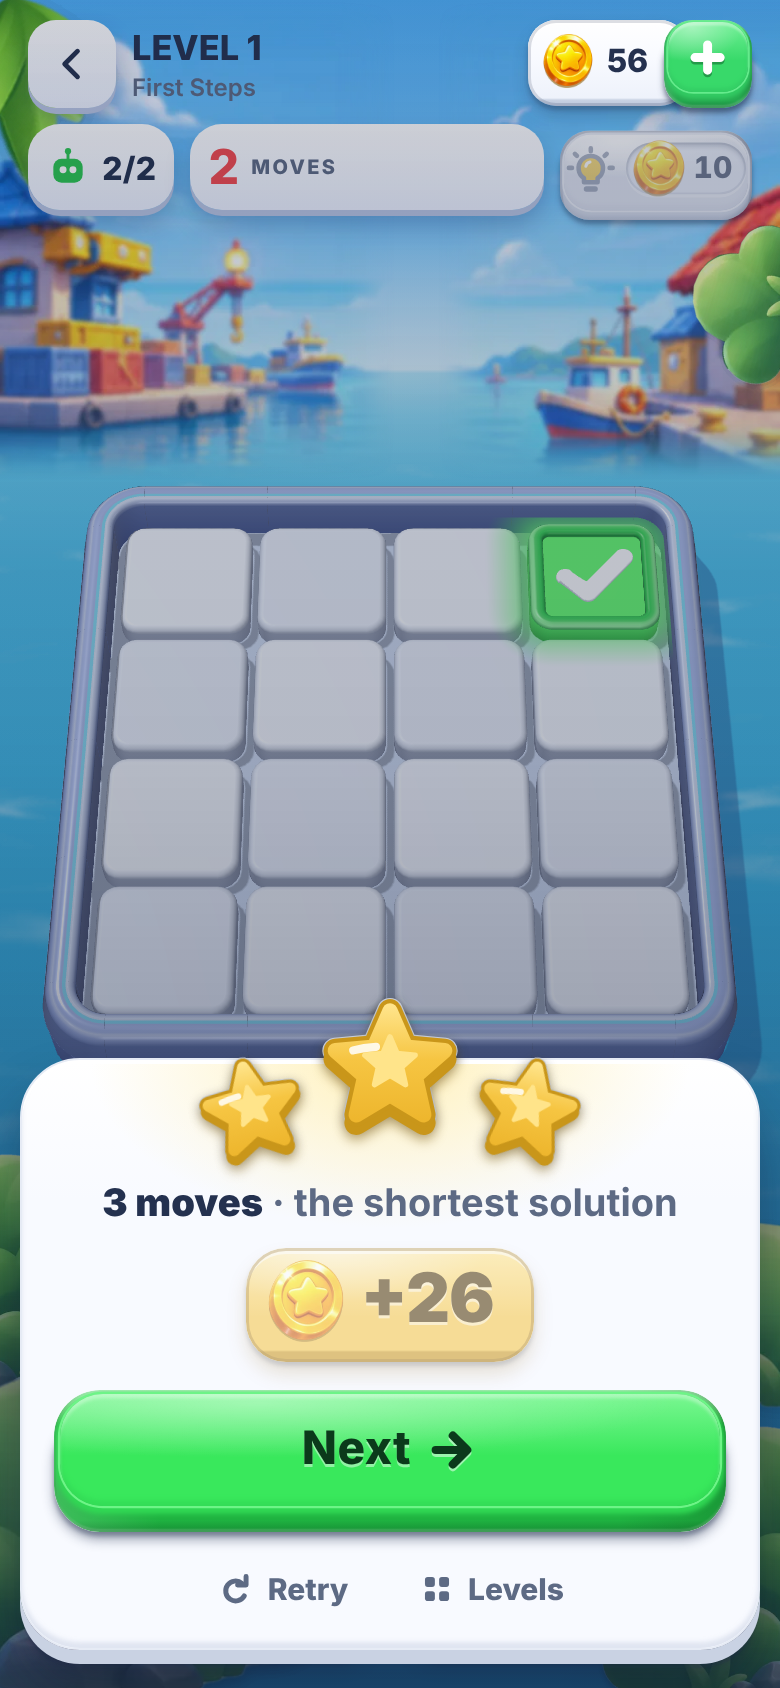 LEVEL 1
First Steps
56
2/2
2 MOVES
10
3 moves · the shortest solution
+26
Next →
Retry
Levels